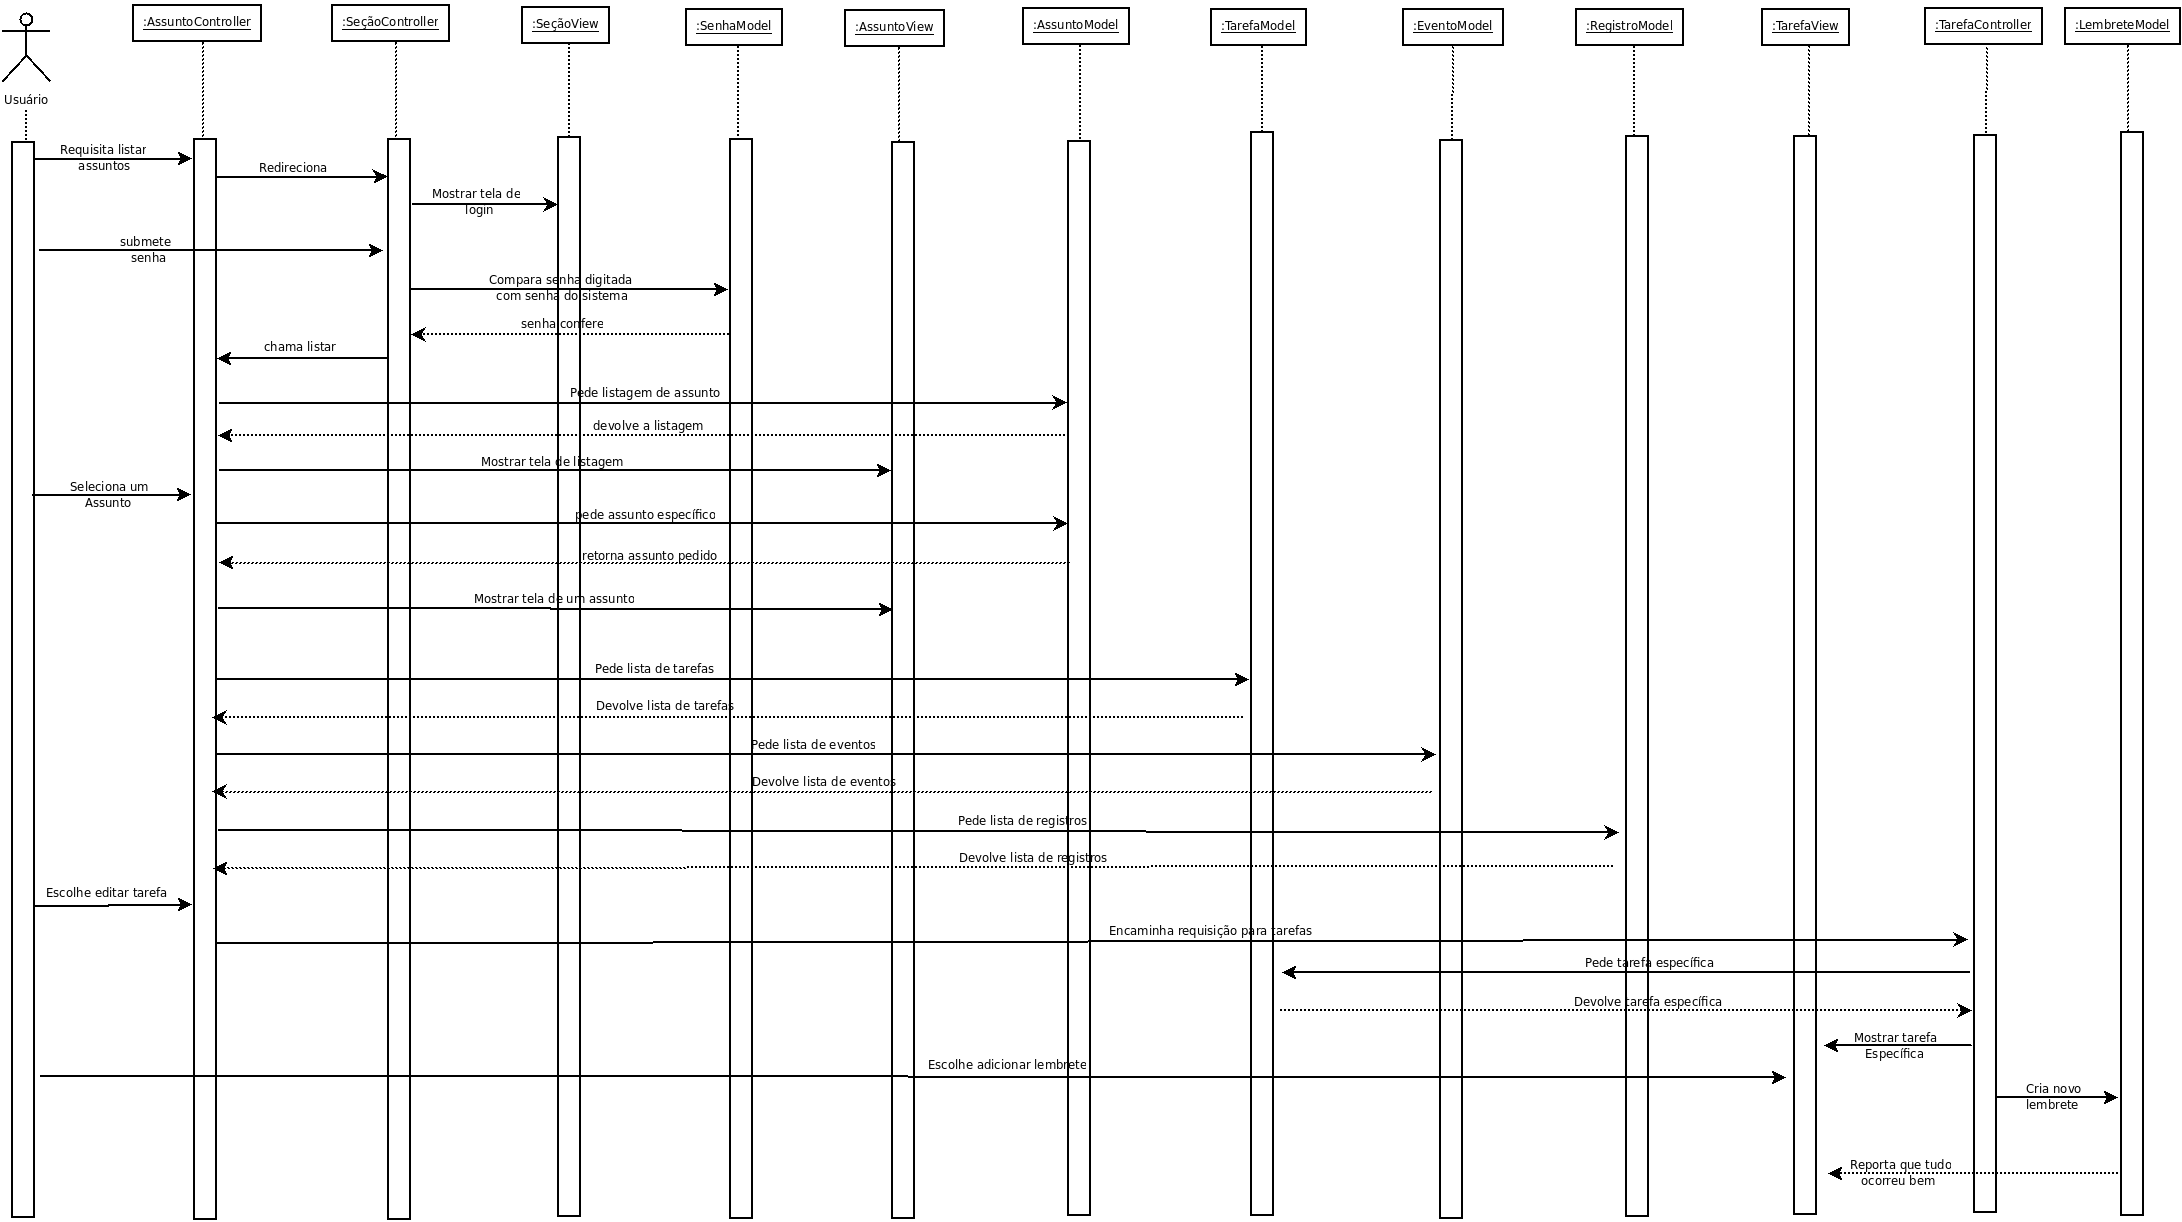 :AssuntoController
:SeçãoController
:SeçãoView
:SenhaModel
:AssuntoView
:AssuntoModel
:TarefaModel
:EventoModel
:RegistroModel
:TarefaView
:TarefaController
:LembreteModel
Usuário
Requisita listar
assuntos
Redireciona
Mostrar tela de
login
submete
senha
Compara senha digitada
com senha do sistema
senha confere
chama listar
Pede listagem de assunto
devolve a listagem
Mostrar tela de listagem
Seleciona um
Assunto
pede assunto específico
retorna assunto pedido
Mostrar tela de um assunto
Pede lista de tarefas
Devolve lista de tarefas
Pede lista de eventos
Devolve lista de eventos
Pede lista de registros
Devolve lista de registros
Escolhe editar tarefa
Encaminha requisição para tarefas
Pede tarefa específica
Devolve tarefa específica
Mostrar tarefa
Específica
Escolhe adicionar lembrete
Cria novo
lembrete
Reporta que tudo
ocorreu bem